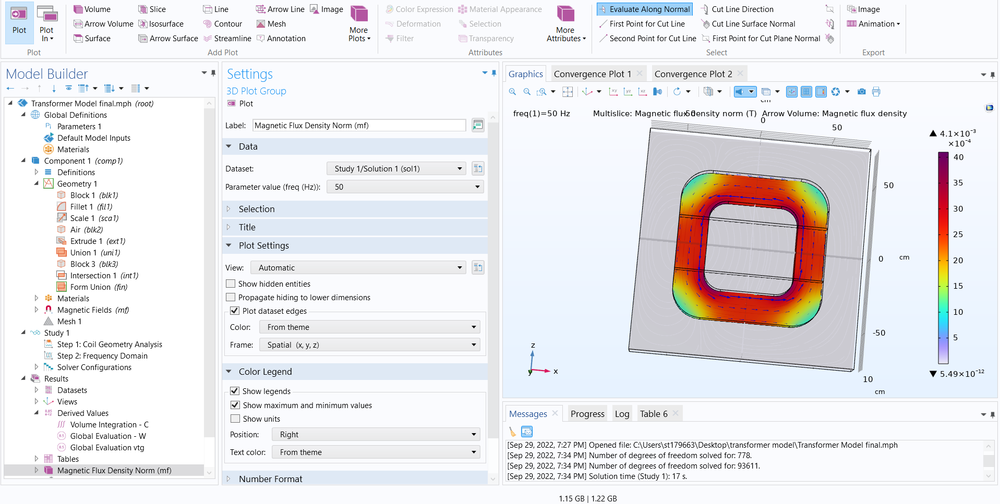 Plot
Plot In
Plot
Volume
Arrow Volume
Surface
Slice
Isosurface
Arrow Surface
Line
Contour
Streamline
Arrow Line
Mesh
Annotation
Image
More Plots
Add Plot
Color Expression
Deformation
Filter
Material Appearance
Selection
Transparency
More Attributes
Attributes
Evaluate Along Normal
First Point for Cut Line
Second Point for Cut Line
Cut Line Direction
Cut Line Surface Normal
First Point for Cut Plane Normal
Select
Image
Animation
Export
Model Builder
Transformer Model final.mph (root)
Global Definitions
Pi Parameters 1
Default Model Inputs
Materials
Component 1 (comp1)
Definitions
Geometry 1
Block 1 (blk1)
Fillet 1 (fil1)
Scale 1 (sca1)
Air (blk2)
Extrude 1 (ext1)
Union 1 (uni1)
Block 3 (blk3)
Intersection 1 (int1)
Form Union (fin)
Materials
Magnetic Fields (mf)
Mesh 1
Study 1
Step 1: Coil Geometry Analysis
Step 2: Frequency Domain
Solver Configurations
Results
Datasets
Views
8.85 e-12 Derived Values
Volume Integration - C
8.5 Global Evaluation - W
8.5 Global Evaluation vtg
Tables
Magnetic Flux Density Norm (mf)
Settings
3D Plot Group
Plot
Label: Magnetic Flux Density Norm (mf)
Data
Dataset: Study 1/Solution 1 (sol1)
Parameter value (freq (Hz)): 50
Selection
Title
Plot Settings
View: Automatic
Show hidden entities
Propagate hiding to lower dimensions
Plot dataset edges
Color: From theme
Frame: Spatial (x, y, z)
Color Legend
Show legends
Show maximum and minimum values
Show units
Position: Right
Text color: From theme
Number Format
Graphics
Convergence Plot 1
Convergence Plot 2
xy yz xz
cm
freq(1)=50 Hz Multislice: Magnetic flux density norm (T) Arrow Volume: Magnetic flux density
-50
0
50
50
0 cm
-50
10
cm
z
y x
4.1×10⁻³
×10⁻⁴
40
35
30
25
20
15
10
5
5.49×10⁻¹²
Messages
Progress
Log
Table 6
[Sep 29, 2022, 7:27 PM] Opened file: C:\Users\st179663\Desktop\transformer model\Transformer Model final.mph
[Sep 29, 2022, 7:34 PM] Number of degrees of freedom solved for: 778.
[Sep 29, 2022, 7:34 PM] Number of degrees of freedom solved for: 93611.
[Sep 29, 2022, 7:34 PM] Solution time (Study 1): 17 s.
1.15 GB | 1.22 GB